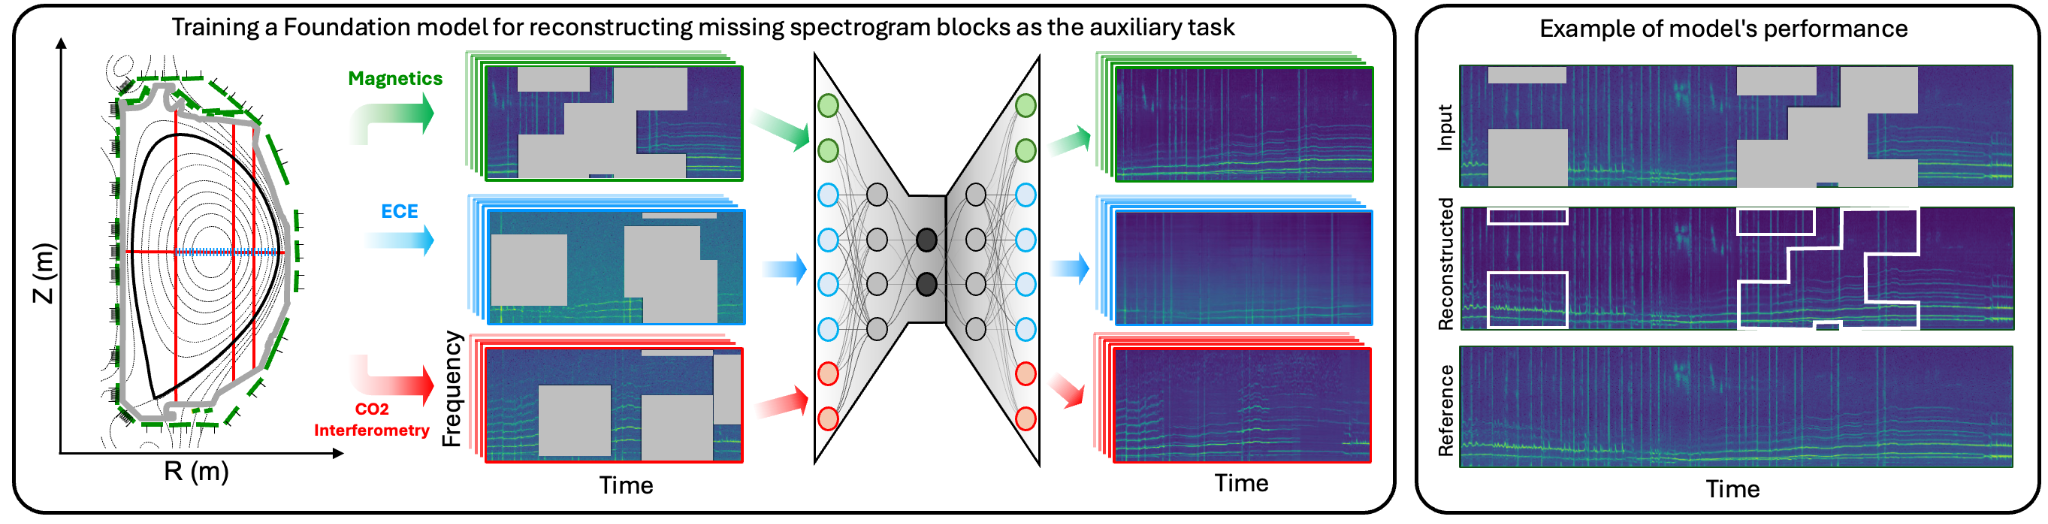 Training a Foundation model for reconstructing missing spectrogram blocks as the auxiliary task
Z (m)
R (m)
Magnetics
ECE
CO2
Interferometry
Frequency
Time
Time
Example of model's performance
Input
Reconstructed
Reference
Time